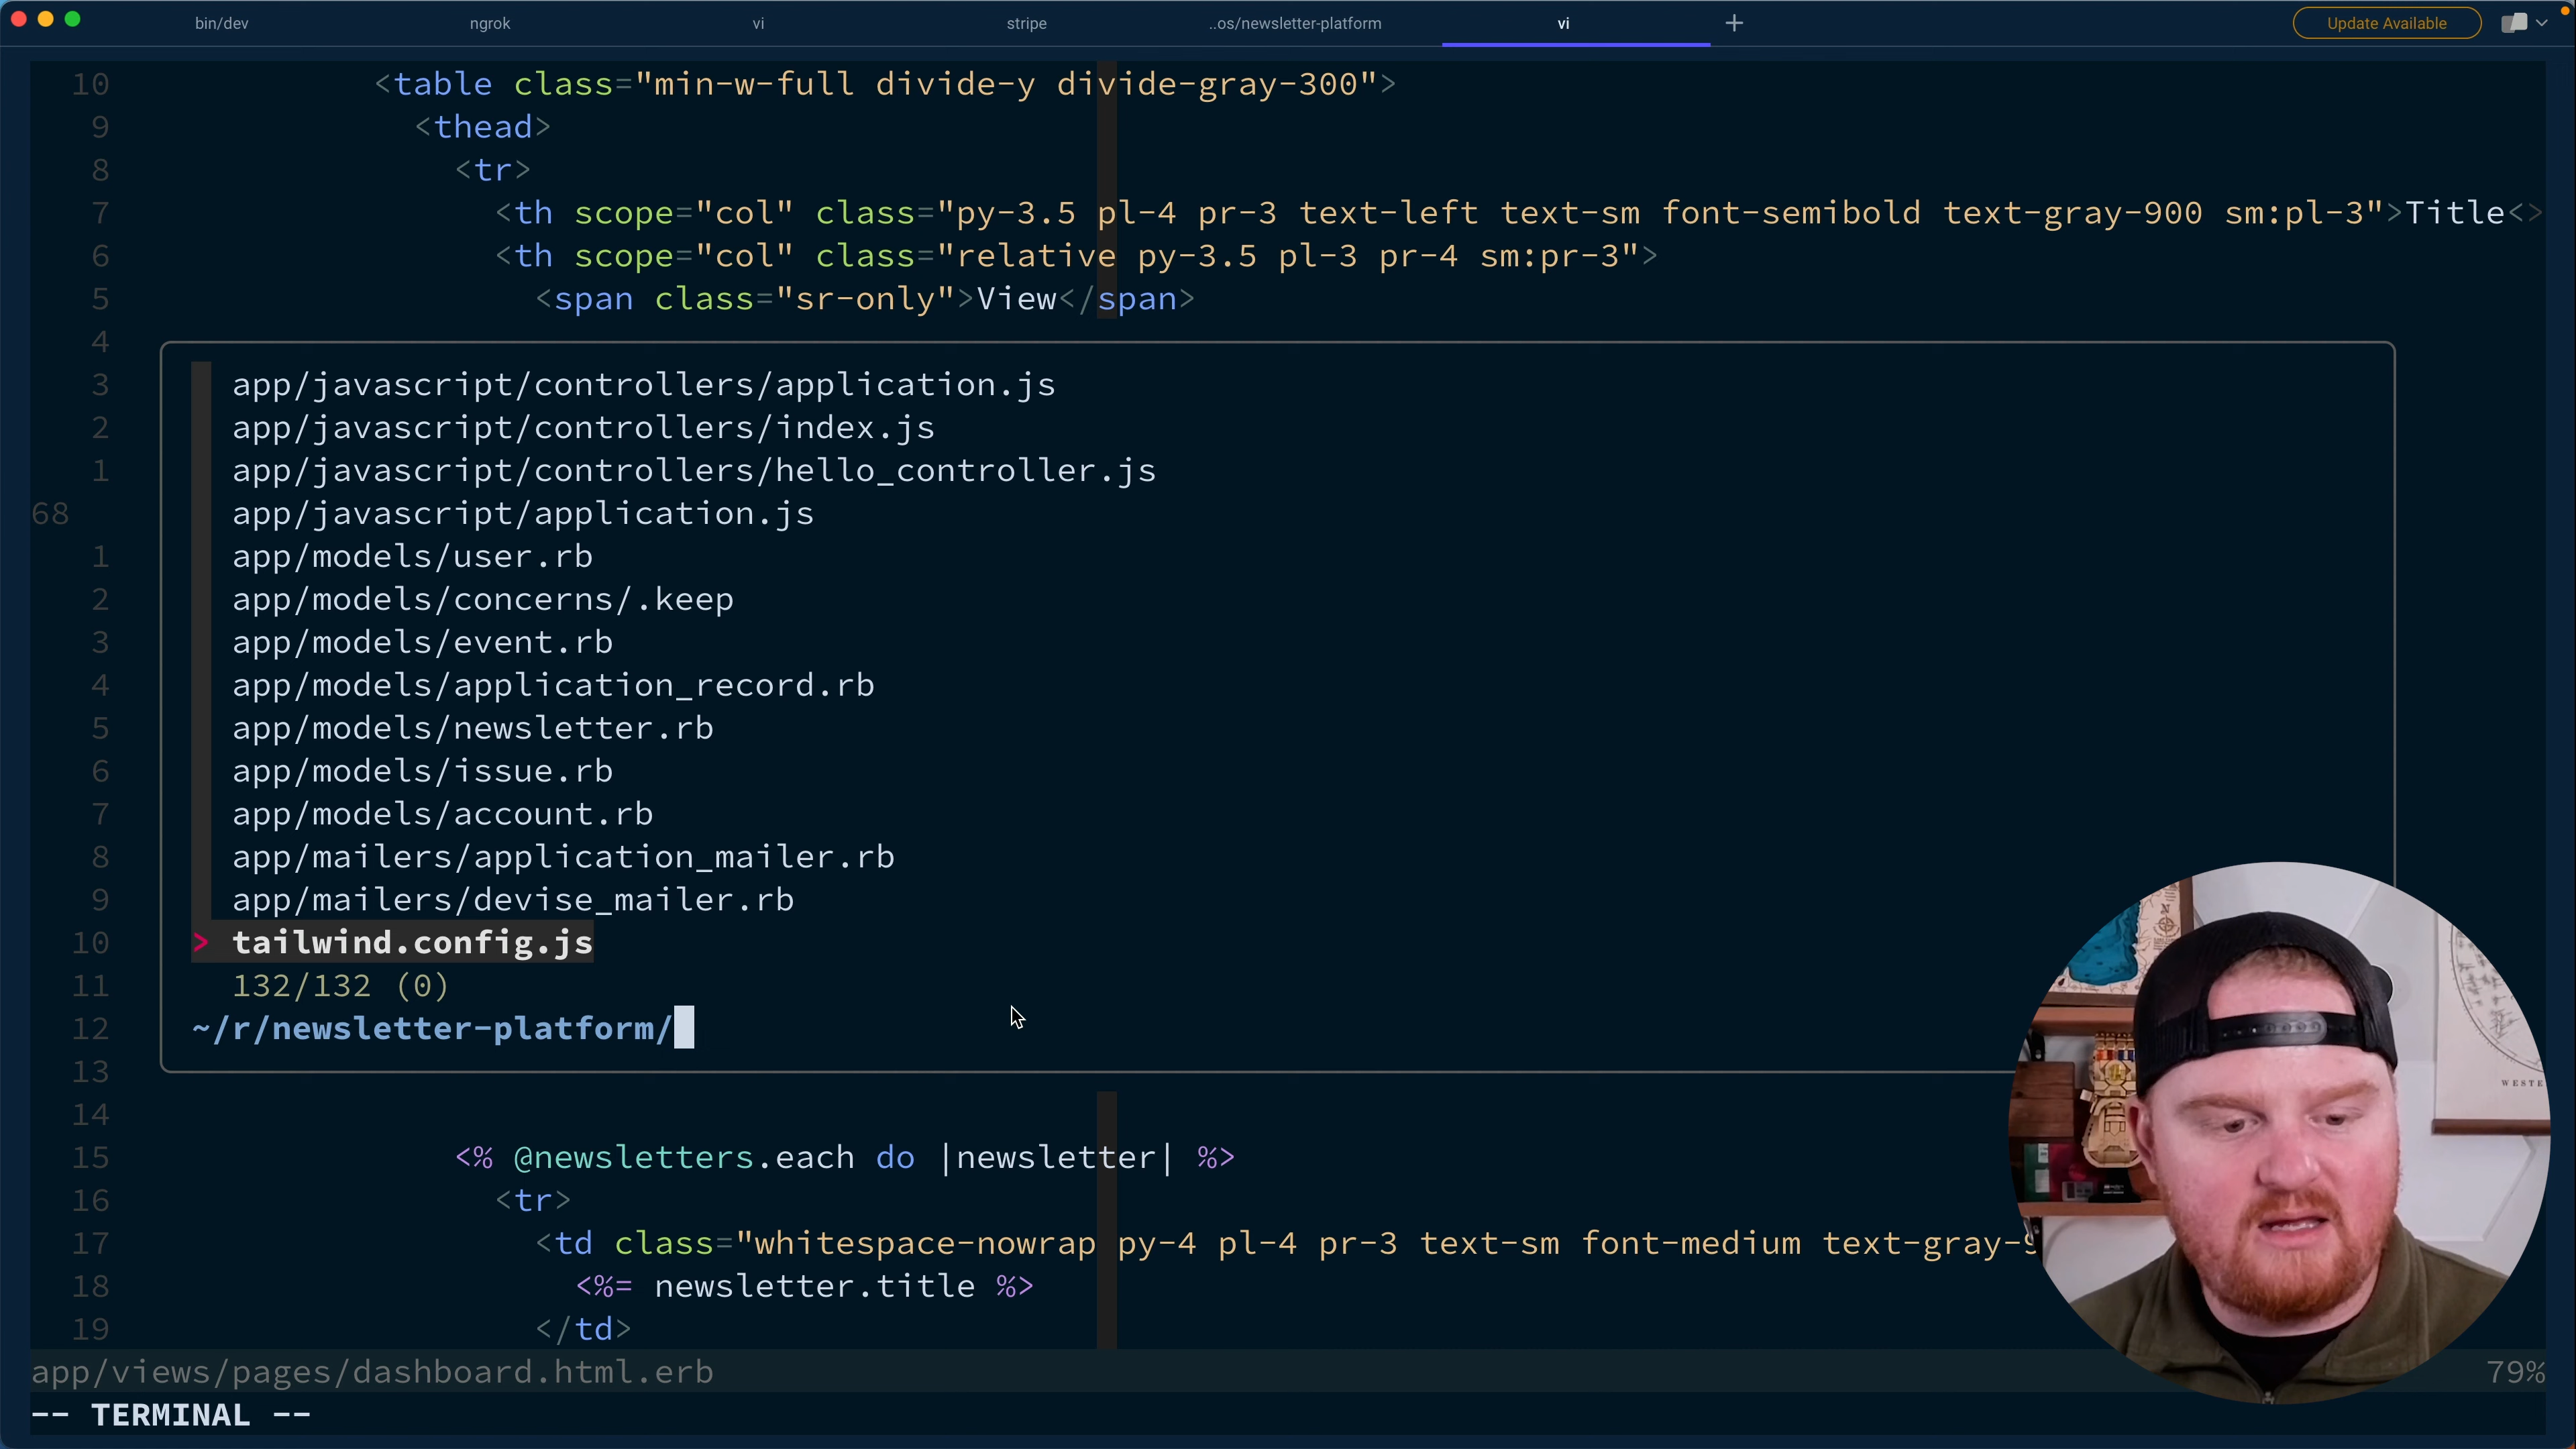 bin/dev ngrok vi stripe ..os/newsletter-platform vi + Update Available
10 <table class="min-w-full divide-y divide-gray-300">
9 <thead>
8 <tr>
7 <th scope="col" class="py-3.5 pl-4 pr-3 text-left text-sm font-semibold text-gray-900 sm:pl-3">Title<>
6 <th scope="col" class="relative py-3.5 pl-3 pr-4 sm:pr-3">
5 <span class="sr-only">View</span>
4
3 app/javascript/controllers/application.js
2 app/javascript/controllers/index.js
1 app/javascript/controllers/hello_controller.js
68 app/javascript/application.js
1 app/models/user.rb
2 app/models/concerns/.keep
3 app/models/event.rb
4 app/models/application_record.rb
5 app/models/newsletter.rb
6 app/models/issue.rb
7 app/models/account.rb
8 app/mailers/application_mailer.rb
9 app/mailers/devise_mailer.rb
10 > tailwind.config.js
11 132/132 (0)
12 ~/r/newsletter-platform/
13
14
15 <% @newsletters.each do |newsletter| %>
16 <tr>
17 <td class="whitespace-nowrap py-4 pl-4 pr-3 text-sm font-medium text-gray-9
18 <%= newsletter.title %>
19 </td>
app/views/pages/dashboard.html.erb 79%
-- TERMINAL --
WESTE